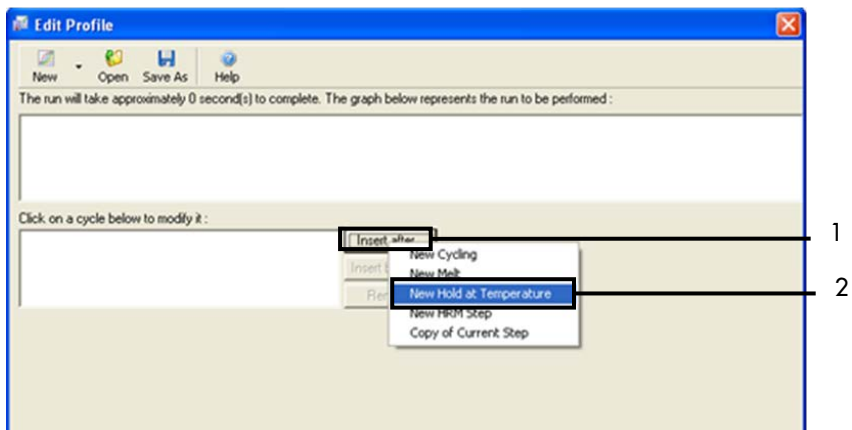 Edit Profile
New Open Save As Help
The run will take approximately 0 second(s) to complete. The graph below represents the run to be performed :
Click on a cycle below to modify it :
Insert after...
1
New Cycling
Insert
New Melt
New Hold at Temperature
2
New HRM Step
Copy of Current Step